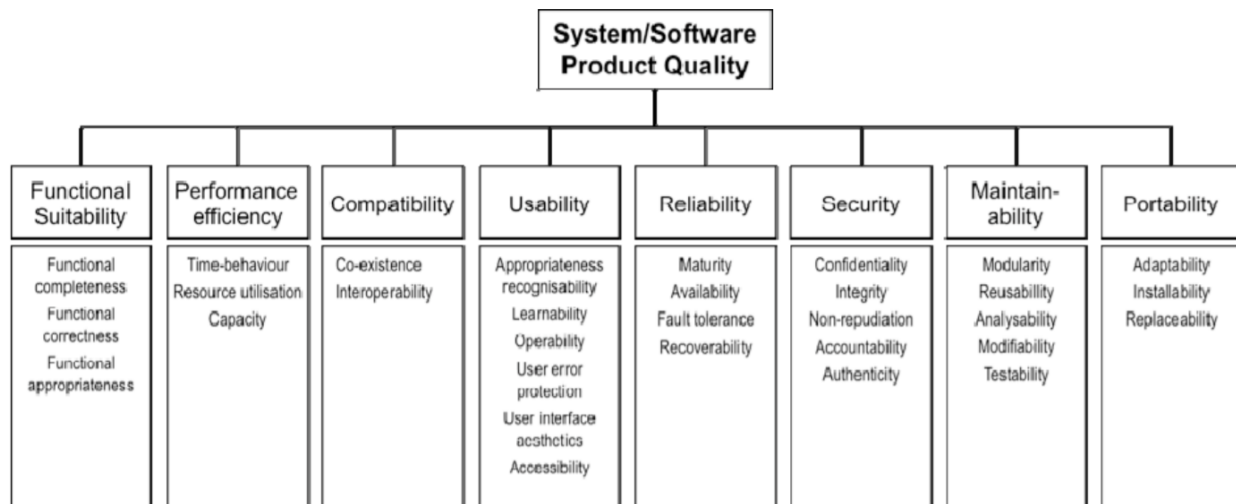 System/Software
Product Quality
Functional
Suitability
Performance
efficiency
Compatibility
Usability
Reliability
Security
Maintain-
ability
Portability
Functional
completeness
Functional
correctness
Functional
appropriateness
Time-behaviour
Resource utilisation
Capacity
Co-existence
Interoperability
Appropriateness
recognisability
Learnability
Operability
User error
protection
User interface
aesthetics
Accessibility
Maturity
Availability
Fault tolerance
Recoverability
Confidentiality
Integrity
Non-repudiation
Accountability
Authenticity
Modularity
Reusabillity
Analysability
Modifiability
Testability
Adaptability
Installability
Replaceability